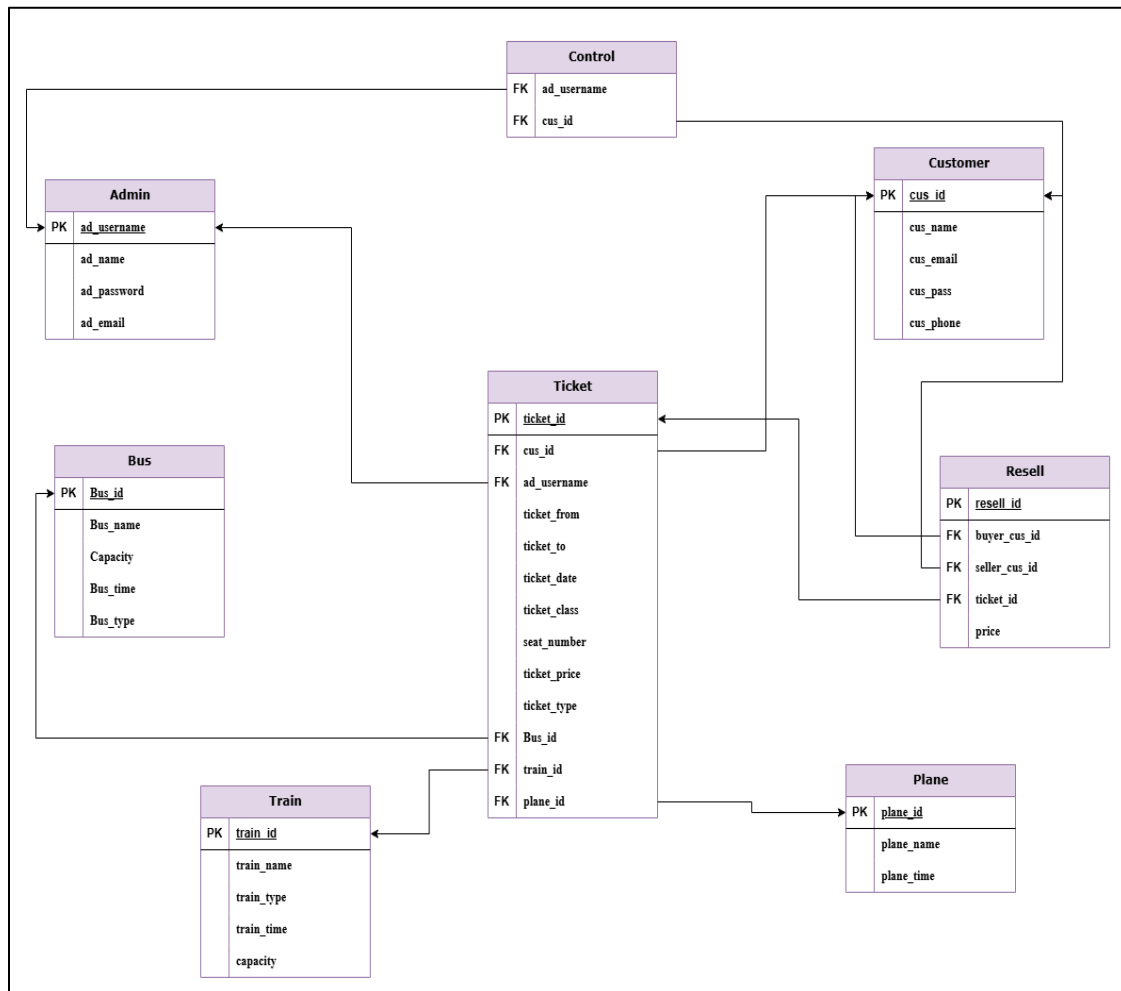 Control
FK ad_username
FK cus_id
Customer
PK cus_id
cus_name
cus_email
cus_pass
cus_phone
Admin
PK ad_username
ad_name
ad_password
ad_email
Ticket
PK ticket_id
FK cus_id
FK ad_username
ticket_from
ticket_to
ticket_date
ticket_class
seat_number
ticket_price
ticket_type
FK Bus_id
FK train_id
FK plane_id
Bus
PK Bus_id
Bus_name
Capacity
Bus_time
Bus_type
Resell
PK resell_id
FK buyer_cus_id
FK seller_cus_id
FK ticket_id
price
Train
PK train_id
train_name
train_type
train_time
capacity
Plane
PK plane_id
plane_name
plane_time